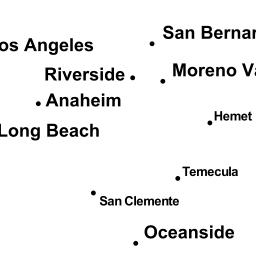 San Bernar
os Angeles
Moreno Va
Riverside
Anaheim
Hemet
Long Beach
Temecula
San Clemente
Oceanside